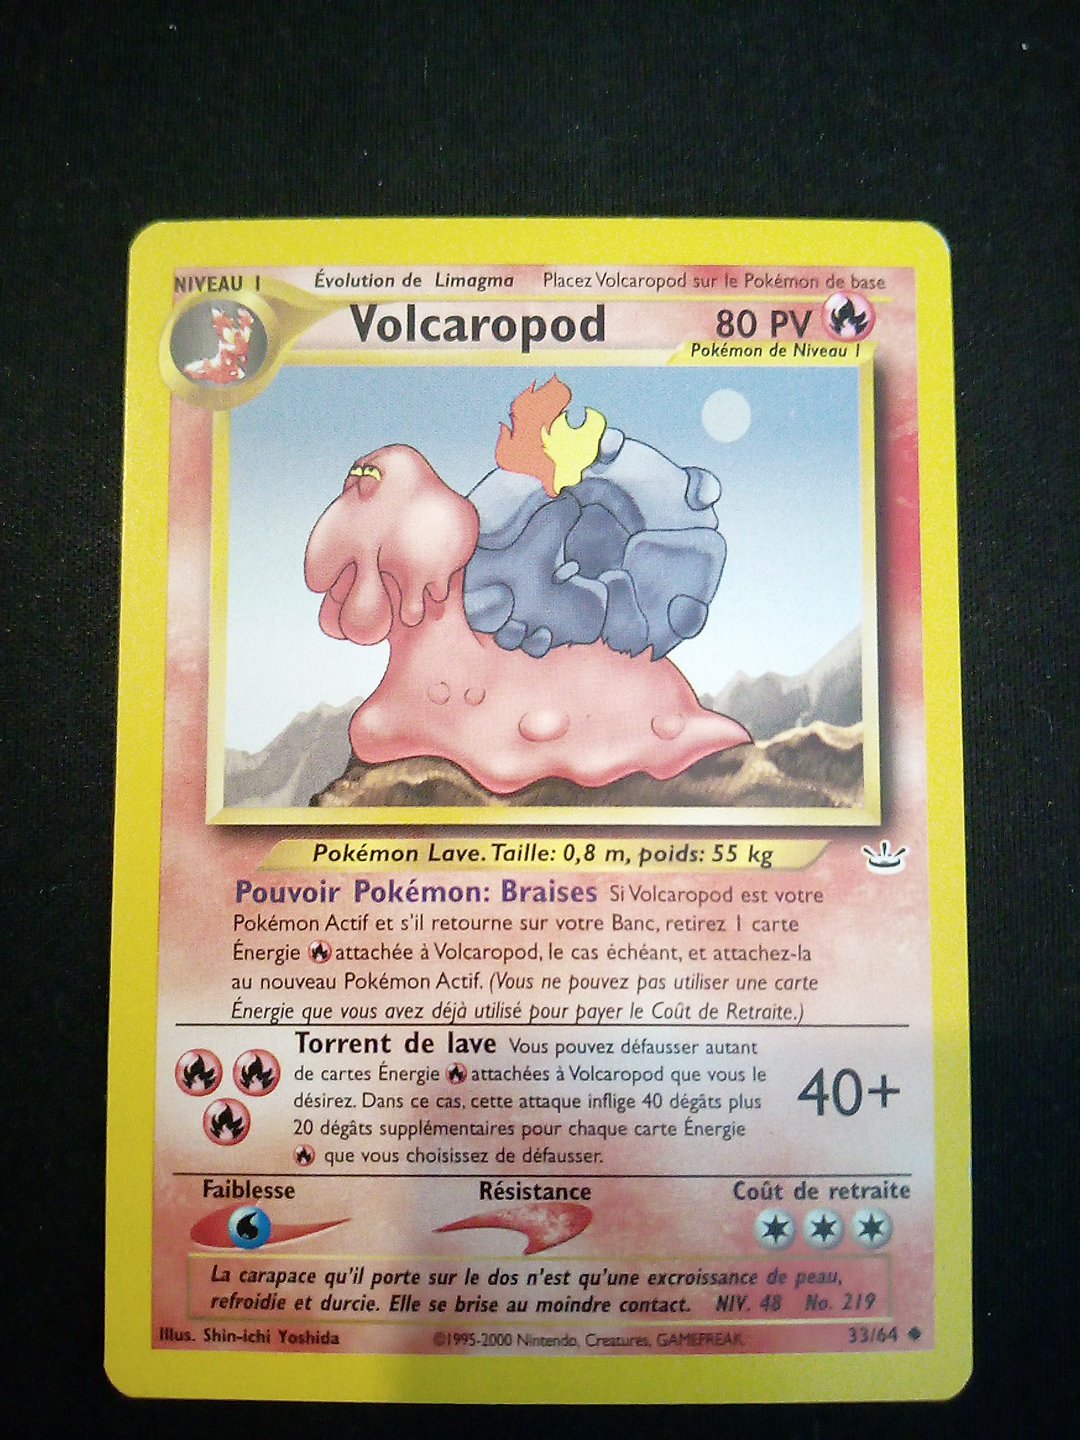 NIVEAU 1
Évolution de Limagma Placez Volcaropod sur le Pokémon de base
Volcaropod 80 PV
Pokémon de Niveau 1
Pokémon Lave. Taille: 0,8 m, poids: 55 kg
Pouvoir Pokémon: Braises Si Volcaropod est votre
Pokémon Actif et s'il retourne sur votre Banc, retirez 1 carte
Énergie attachée à Volcaropod, le cas échéant, et attachez-la
au nouveau Pokémon Actif. (Vous ne pouvez pas utiliser une carte
Énergie que vous avez déjà utilisé pour payer le Coût de Retraite.)
Torrent de lave Vous pouvez défausser autant
de cartes Énergie attachées à Volcaropod que vous le
désirez. Dans ce cas, cette attaque inflige 40 dégâts plus
20 dégâts supplémentaires pour chaque carte Énergie
que vous choisissez de défausser.
40+
Faiblesse Résistance Coût de retraite
La carapace qu'il porte sur le dos n'est qu'une excroissance de peau,
refroidie et durcie. Elle se brise au moindre contact. NIV. 48 No. 219
Illus. Shin-ichi Yoshida ©1995-2000 Nintendo, Creatures, GAMEFREAK. 33/64